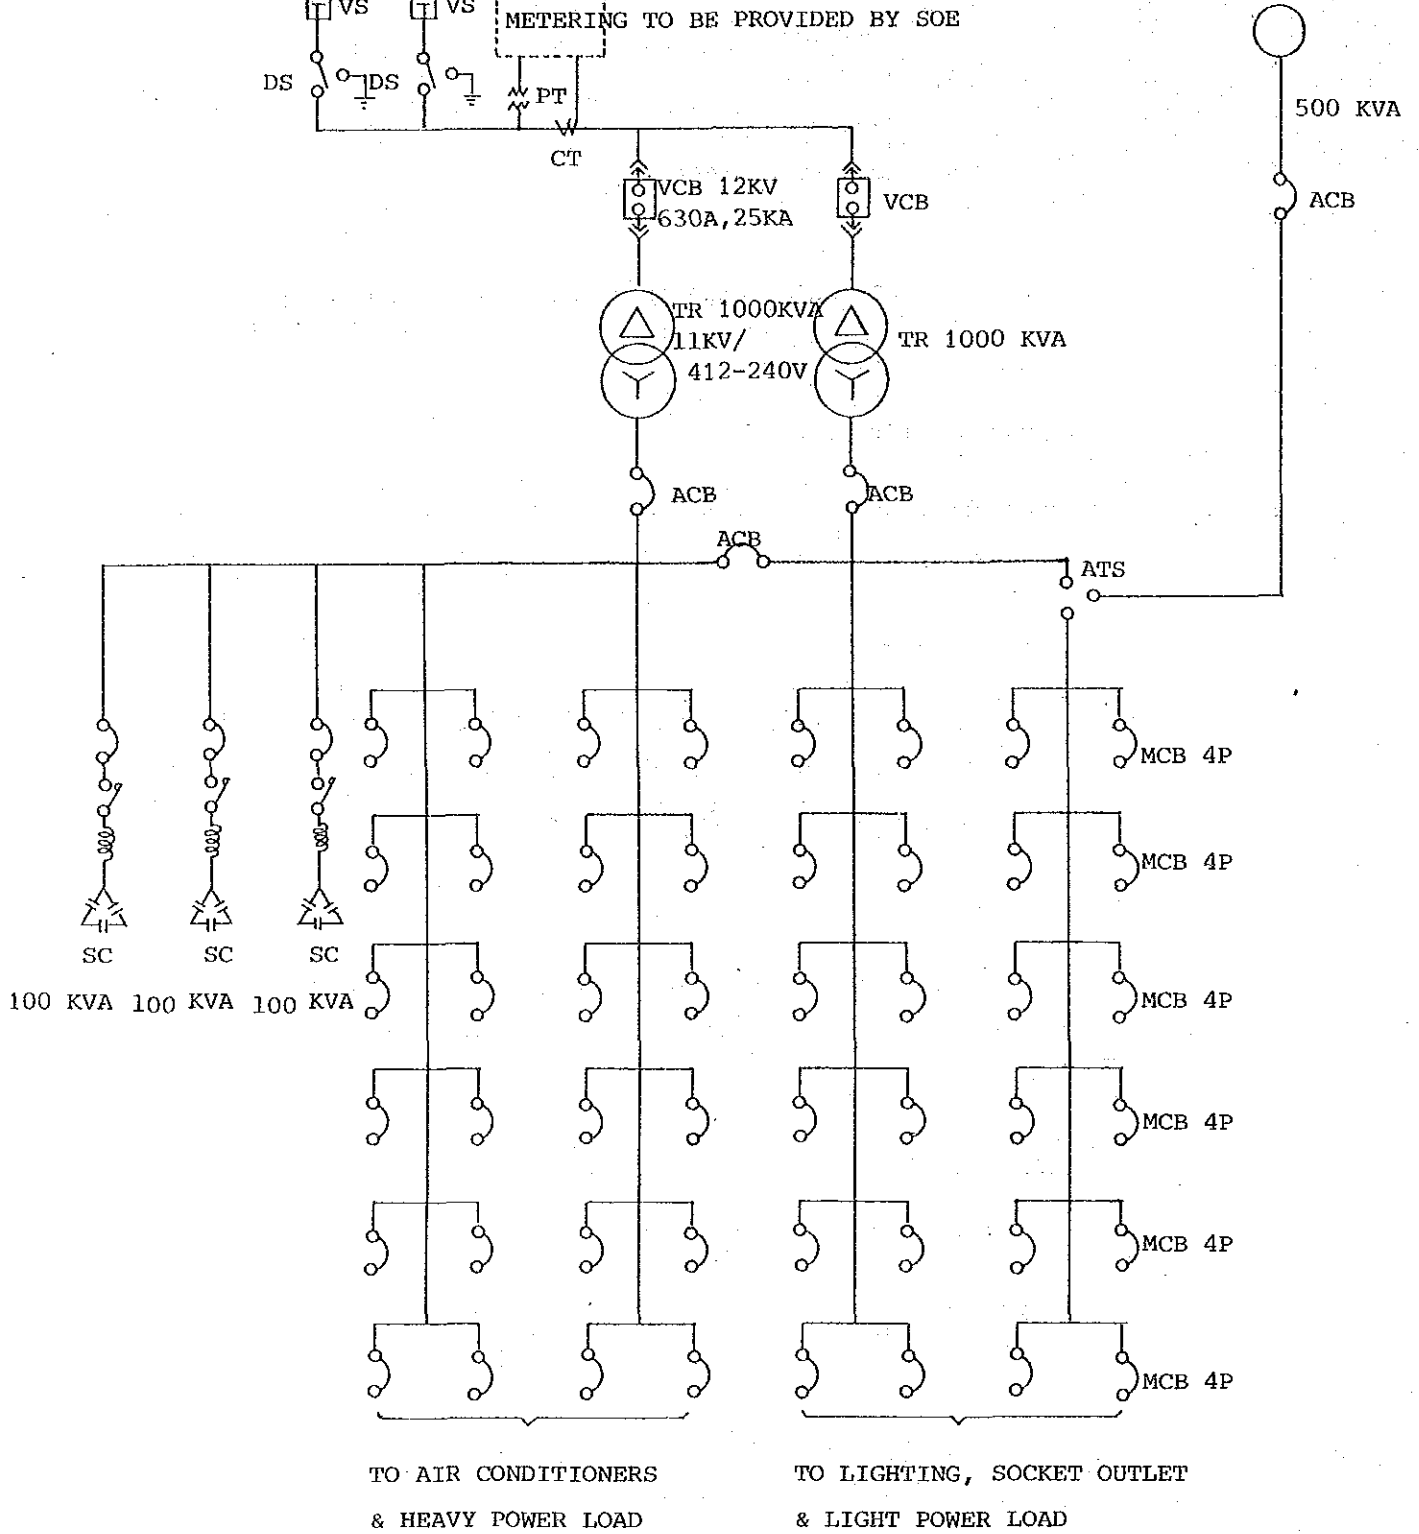 VS
VS
METERING TO BE PROVIDED BY SOE
DS
DS
PT
500 KVA
CT
VCB 12KV
630A,25KA
VCB
ACB
TR 1000KVA
11KV/
412-240V
TR 1000 KVA
ACB
ACB
ACB
ATS
MCB 4P
MCB 4P
SC
SC
SC
100 KVA
100 KVA
100 KVA
MCB 4P
MCB 4P
MCB 4P
MCB 4P
TO AIR CONDITIONERS
& HEAVY POWER LOAD
TO LIGHTING, SOCKET OUTLET
& LIGHT POWER LOAD